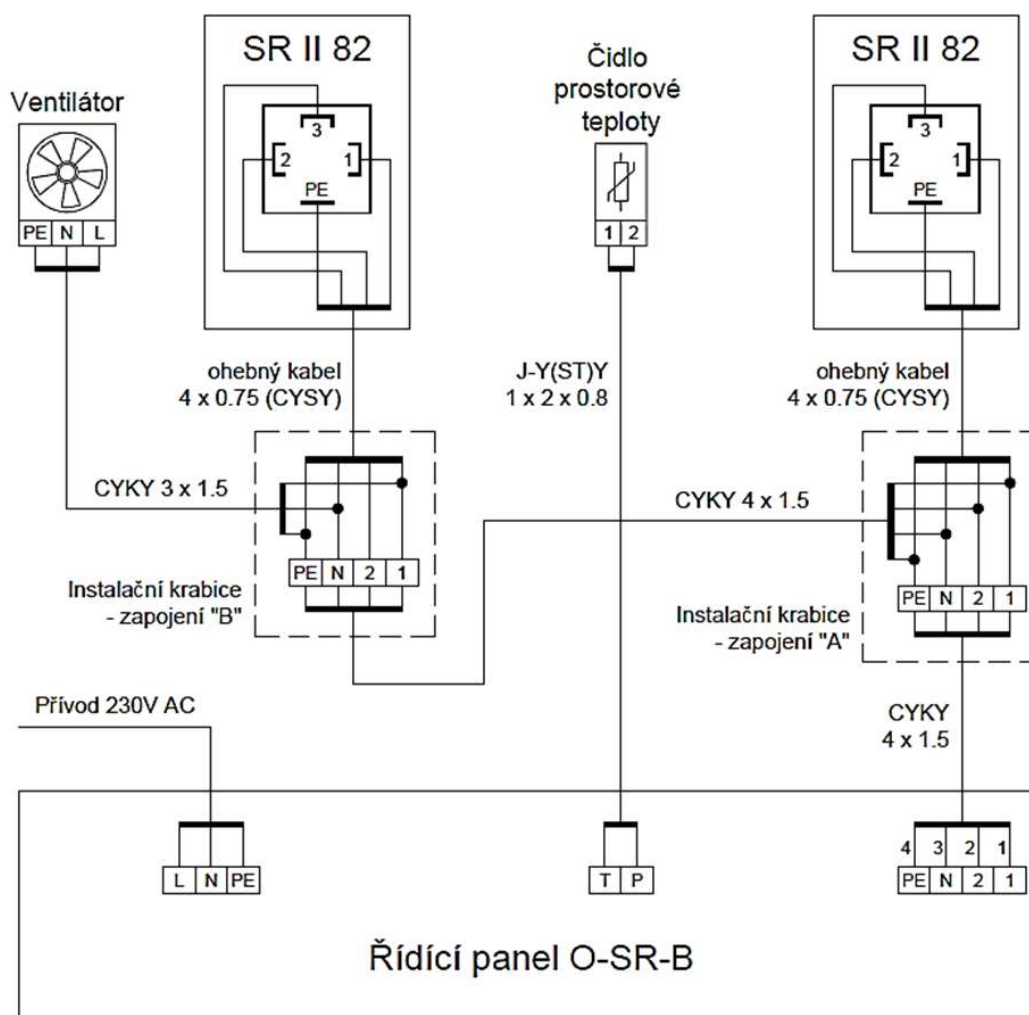 SR II 82
SR II 82
Čidlo
prostorové
teploty
Ventilátor
3
2 1
PE
3
2 1
PE
PE N L
1 2
ohebný kabel
4 x 0.75 (CYSY)
J-Y(ST)Y
1 x 2 x 0.8
ohebný kabel
4 x 0.75 (CYSY)
CYKY 3 x 1.5
CYKY 4 x 1.5
PE N 2 1
Instalační krabice
- zapojení "B"
PE N 2 1
Instalační krabice
- zapojení "A"
Přívod 230V AC
CYKY
4 x 1.5
4 3 2 1
L N PE
T P
PE N 2 1
Řídící panel O-SR-B